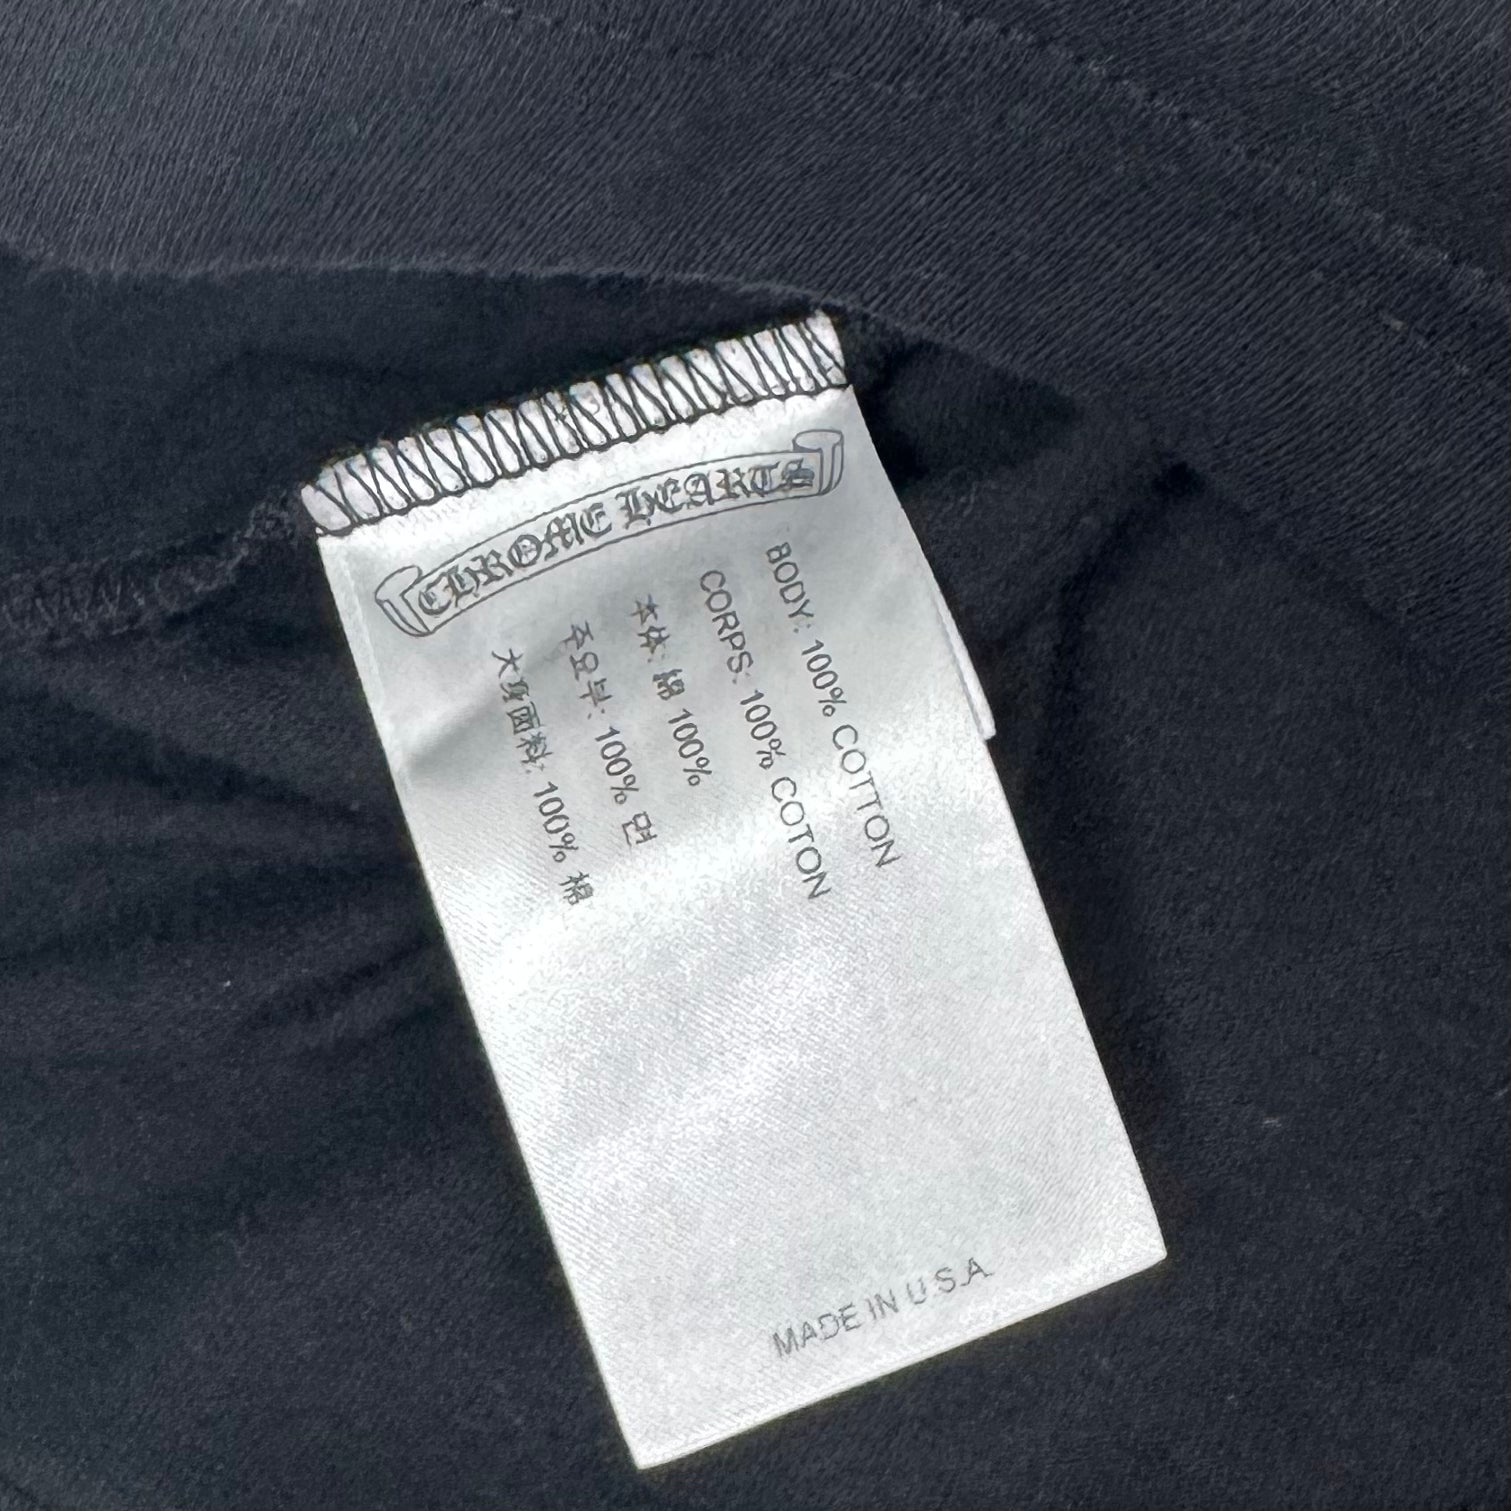 CHROME HEARTS
BODY: 100% COTTON
CORPS: 100% COTON
本体: 綿 100%
주요부: 100% 면
大身面料: 100% 棉
MADE IN U.S.A.